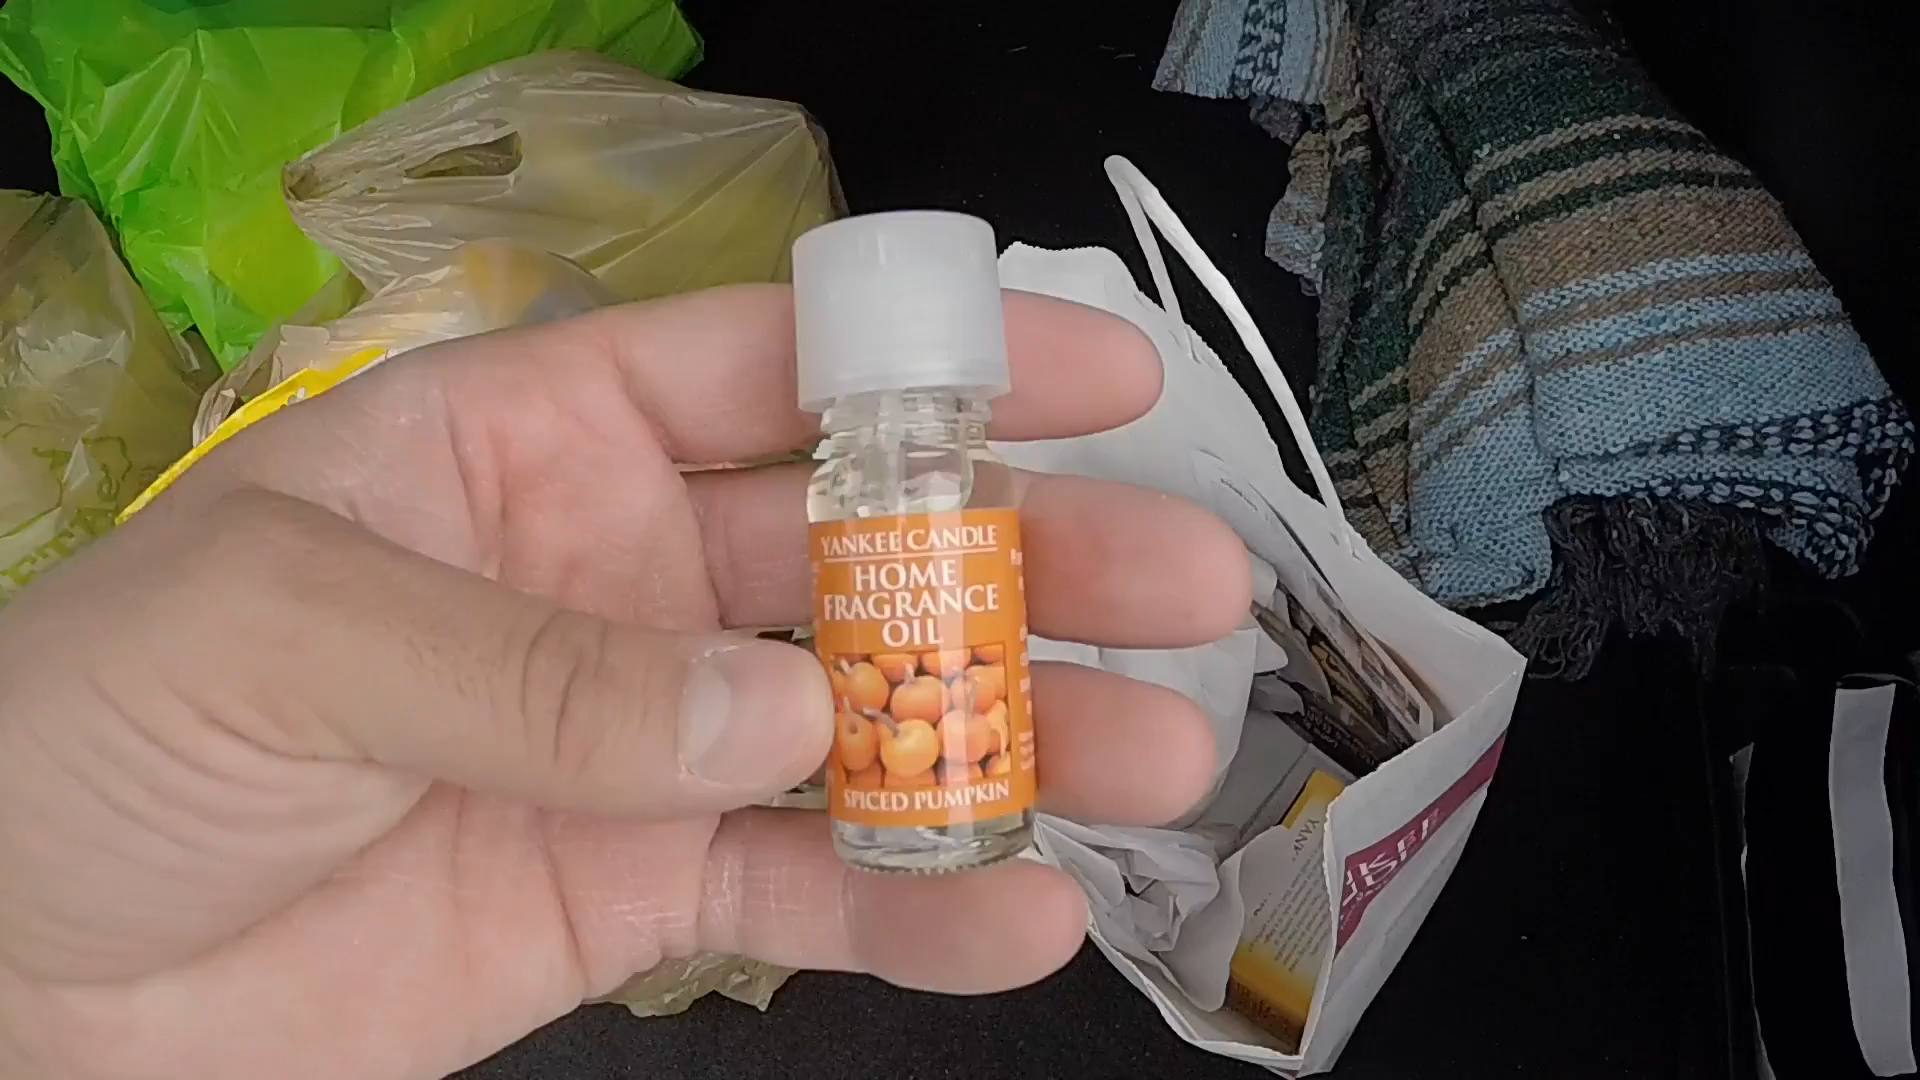 YANKEE CANDLE
HOME
FRAGRANCE
OIL
SPICED PUMPKIN